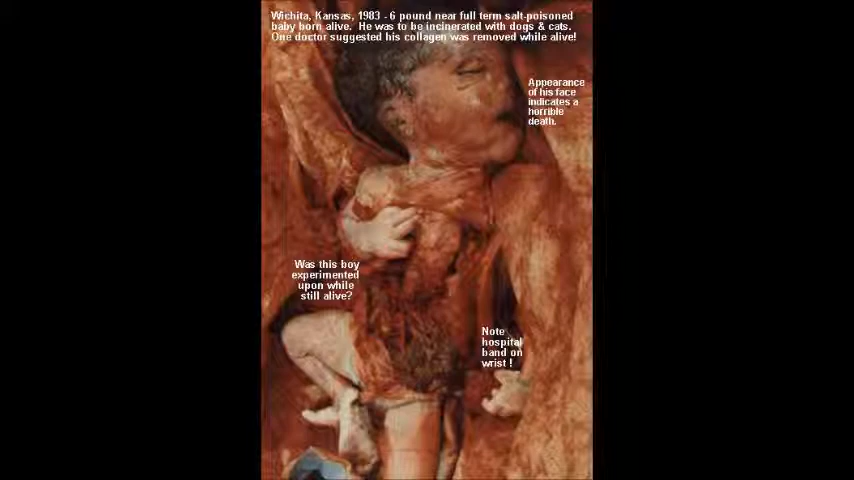 Wichita, Kansas, 1983 - 6 pound near full term salt-poisoned
baby born alive. He was to be incinerated with dogs & cats.
One doctor suggested his collagen was removed while alive!
Appearance
of his face
indicates a
horrible
death.
Was this boy
experimented
upon while
still alive?
Note
hospital
band on
wrist !